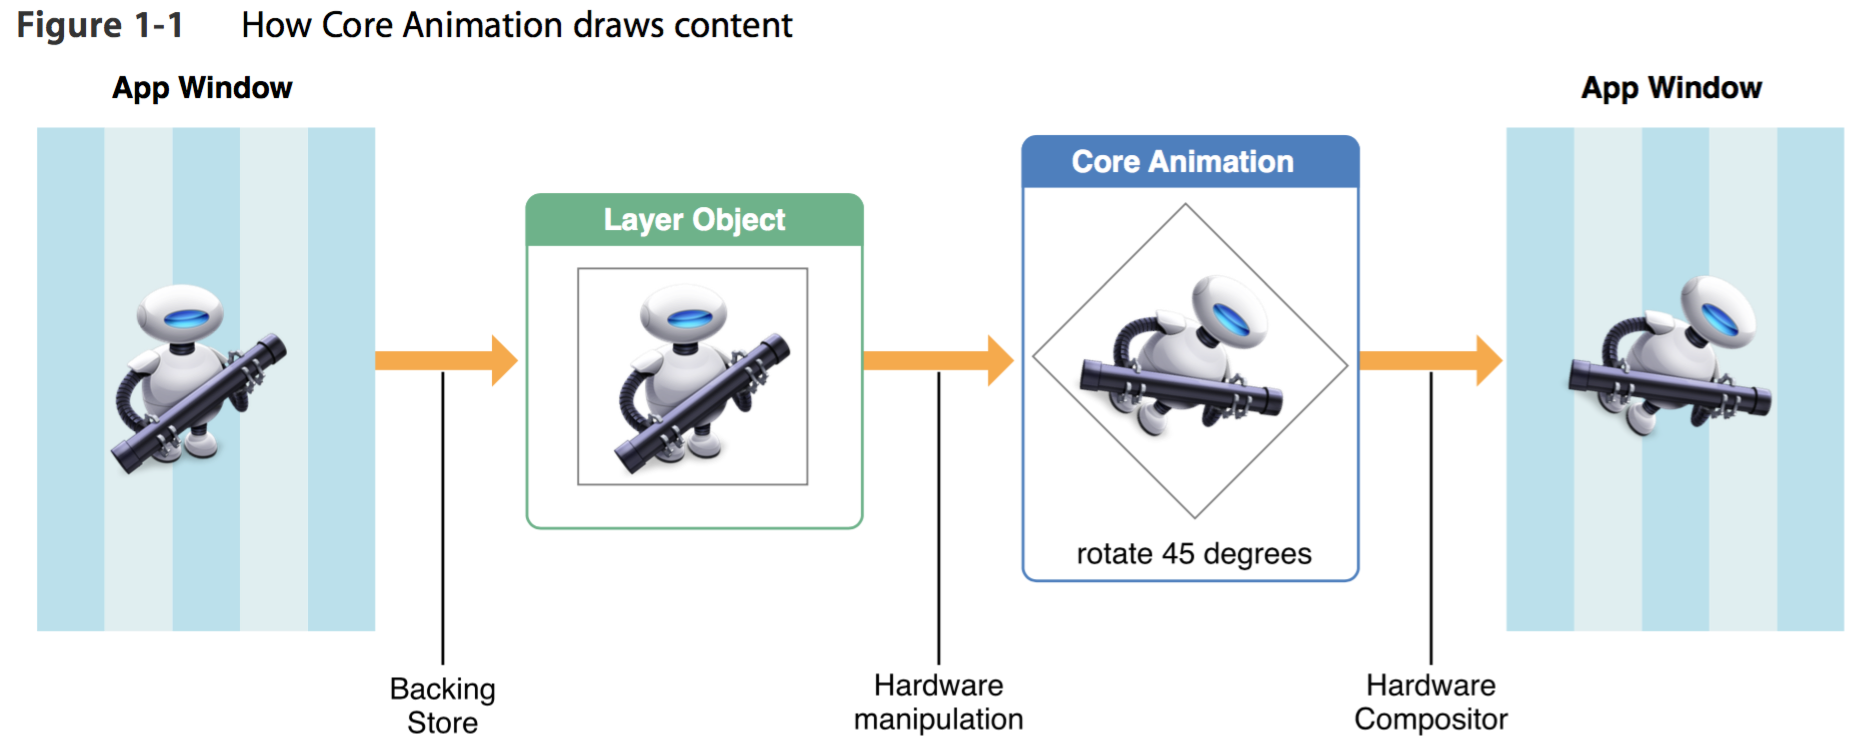 Figure 1-1 How Core Animation draws content
App Window
App Window
Core Animation
Layer Object
rotate 45 degrees
Backing
Store
Hardware
manipulation
Hardware
Compositor